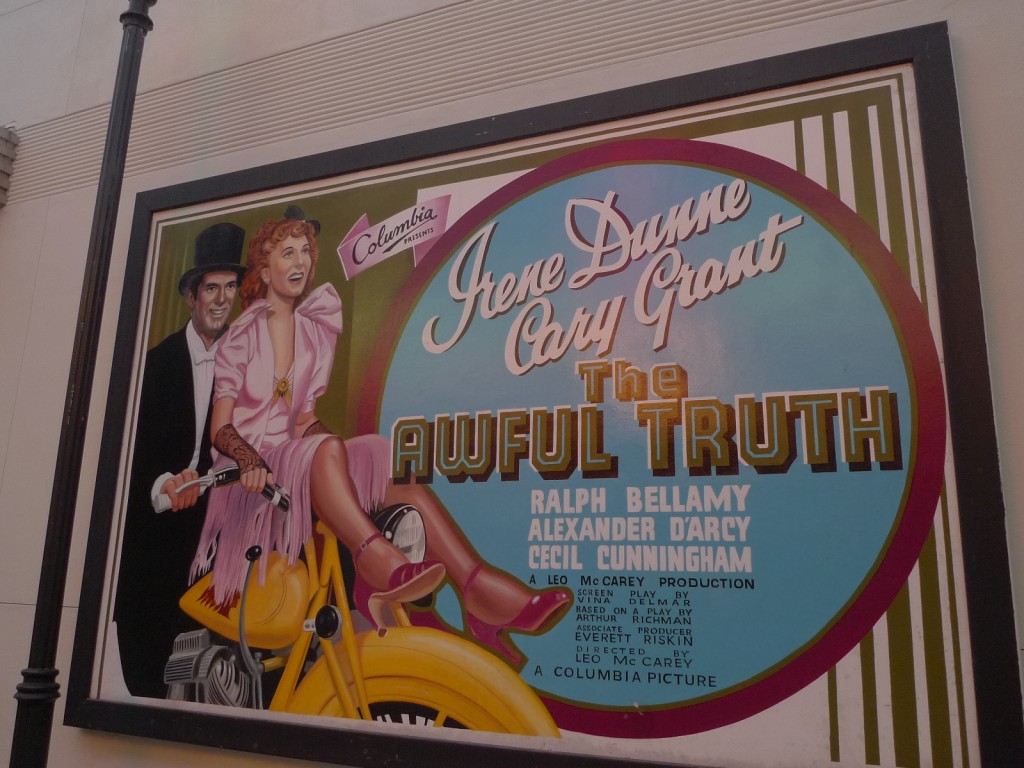 Columbia
PRESENTS
Irene Dunne
Cary Grant
The
AWFUL TRUTH
RALPH BELLAMY
ALEXANDER D'ARCY
CECIL CUNNINGHAM
A LEO McCAREY PRODUCTION
SCREEN PLAY BY
VINA DELMAR
BASED ON A PLAY BY
ARTHUR RICHMAN
ASSOCIATE PRODUCER
EVERETT RISKIN
DIRECTED BY
LEO McCAREY
A COLUMBIA PICTURE